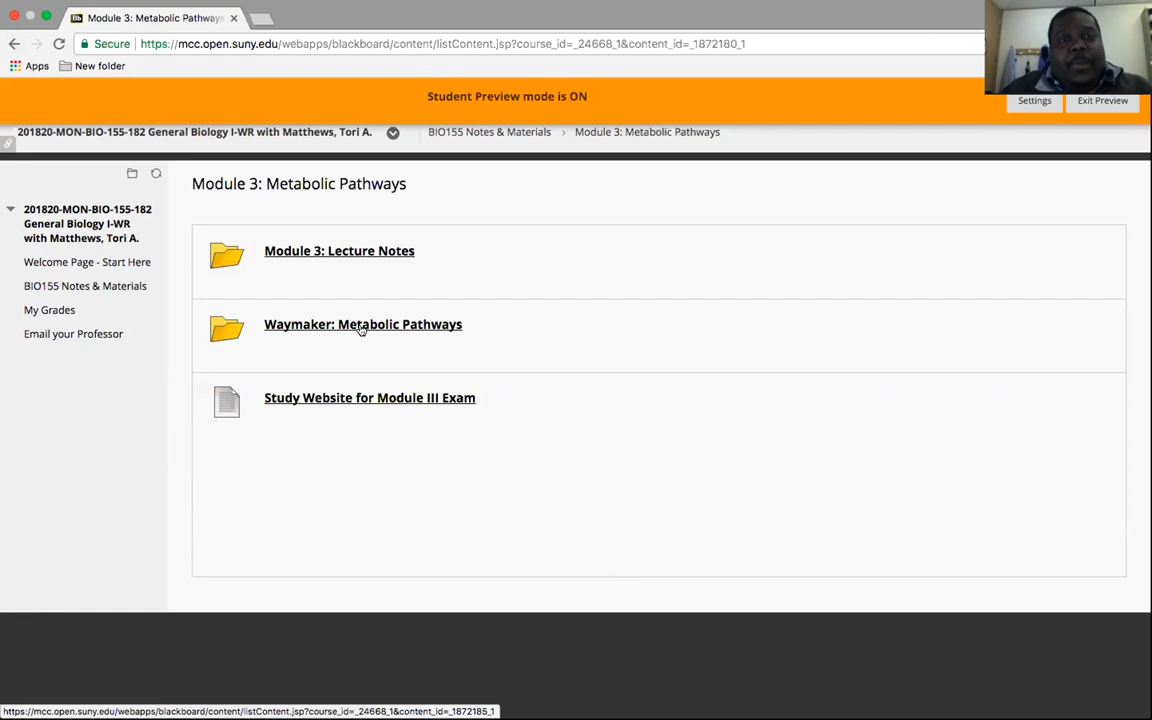 Module 3: Metabolic Pathways
Secure
https://mcc.open.suny.edu/webapps/blackboard/content/listContent.jsp?course_id=_24668_1&content_id=_1872180_1
Apps
New folder
Student Preview mode is ON
Settings
Exit Preview
201820-MON-BIO-155-182 General Biology I-WR with Matthews, Tori A.
BIO155 Notes & Materials
Module 3: Metabolic Pathways
201820-MON-BIO-155-182
General Biology I-WR
with Matthews, Tori A.
Welcome Page - Start Here
BIO155 Notes & Materials
My Grades
Email your Professor
Module 3: Metabolic Pathways
Module 3: Lecture Notes
Waymaker: Metabolic Pathways
Study Website for Module III Exam
https://mcc.open.suny.edu/webapps/blackboard/content/listContent.jsp?course_id=_24668_1&content_id=_1872185_1